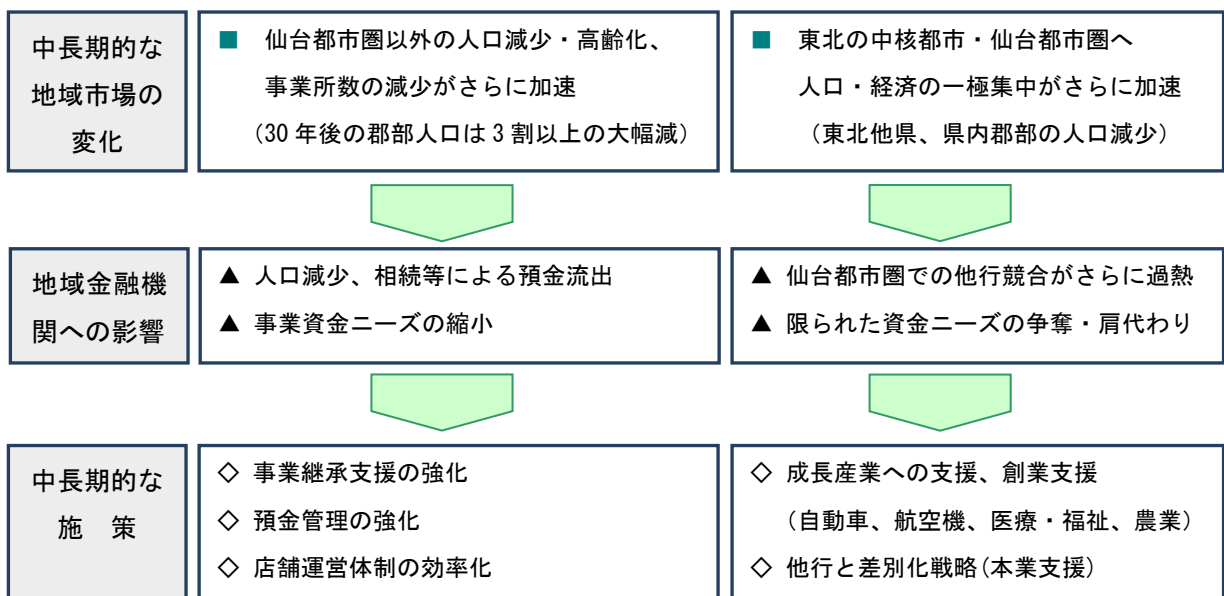 中長期的な
地域市場の
変化
■ 仙台都市圏以外の人口減少・高齢化、
事業所数の減少がさらに加速
(30年後の郡部人口は3割以上の大幅減)
■ 東北の中核都市・仙台都市圏へ
人口・経済の一極集中がさらに加速
(東北他県、県内郡部の人口減少)
地域金融機
関への影響
▲ 人口減少、相続等による預金流出
▲ 事業資金ニーズの縮小
▲ 仙台都市圏での他行競合がさらに過熱
▲ 限られた資金ニーズの争奪・肩代わり
中長期的な
施 策
◇ 事業継承支援の強化
◇ 預金管理の強化
◇ 店舗運営体制の効率化
◇ 成長産業への支援、創業支援
(自動車、航空機、医療・福祉、農業)
◇ 他行と差別化戦略(本業支援)